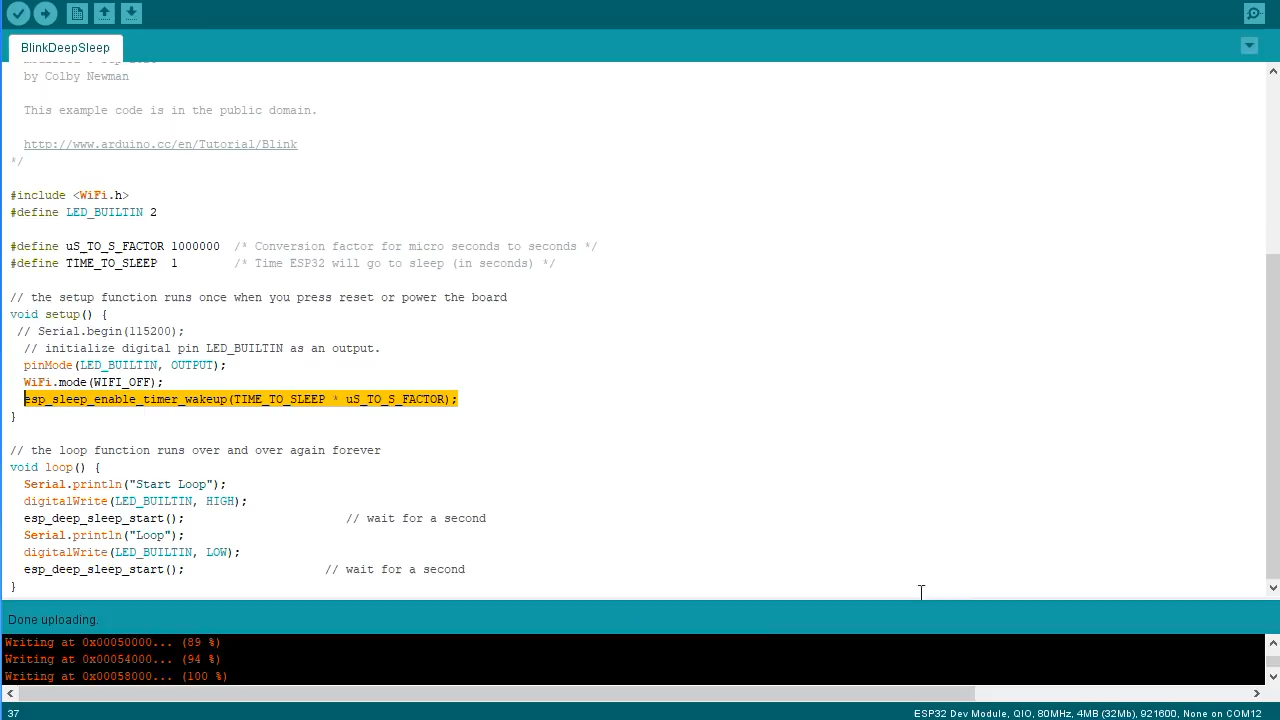 BlinkDeepSleep
by Colby Newman
This example code is in the public domain.
http://www.arduino.cc/en/Tutorial/Blink
*/
#include <WiFi.h>
#define LED_BUILTIN 2
#define uS_TO_S_FACTOR 1000000  /* Conversion factor for micro seconds to seconds */
#define TIME_TO_SLEEP  1        /* Time ESP32 will go to sleep (in seconds) */
// the setup function runs once when you press reset or power the board
void setup() {
 // Serial.begin(115200);
  // initialize digital pin LED_BUILTIN as an output.
  pinMode(LED_BUILTIN, OUTPUT);
  WiFi.mode(WIFI_OFF);
  esp_sleep_enable_timer_wakeup(TIME_TO_SLEEP * uS_TO_S_FACTOR);
}
// the loop function runs over and over again forever
void loop() {
  Serial.println("Start Loop");
  digitalWrite(LED_BUILTIN, HIGH);
  esp_deep_sleep_start();                       // wait for a second
  Serial.println("Loop");
  digitalWrite(LED_BUILTIN, LOW);
  esp_deep_sleep_start();                    // wait for a second
}
Done uploading.
Writing at 0x00050000... (89 %)
Writing at 0x00054000... (94 %)
Writing at 0x00058000... (100 %)
37
ESP32 Dev Module, QIO, 80MHz, 4MB (32Mb), 921600, None on COM12